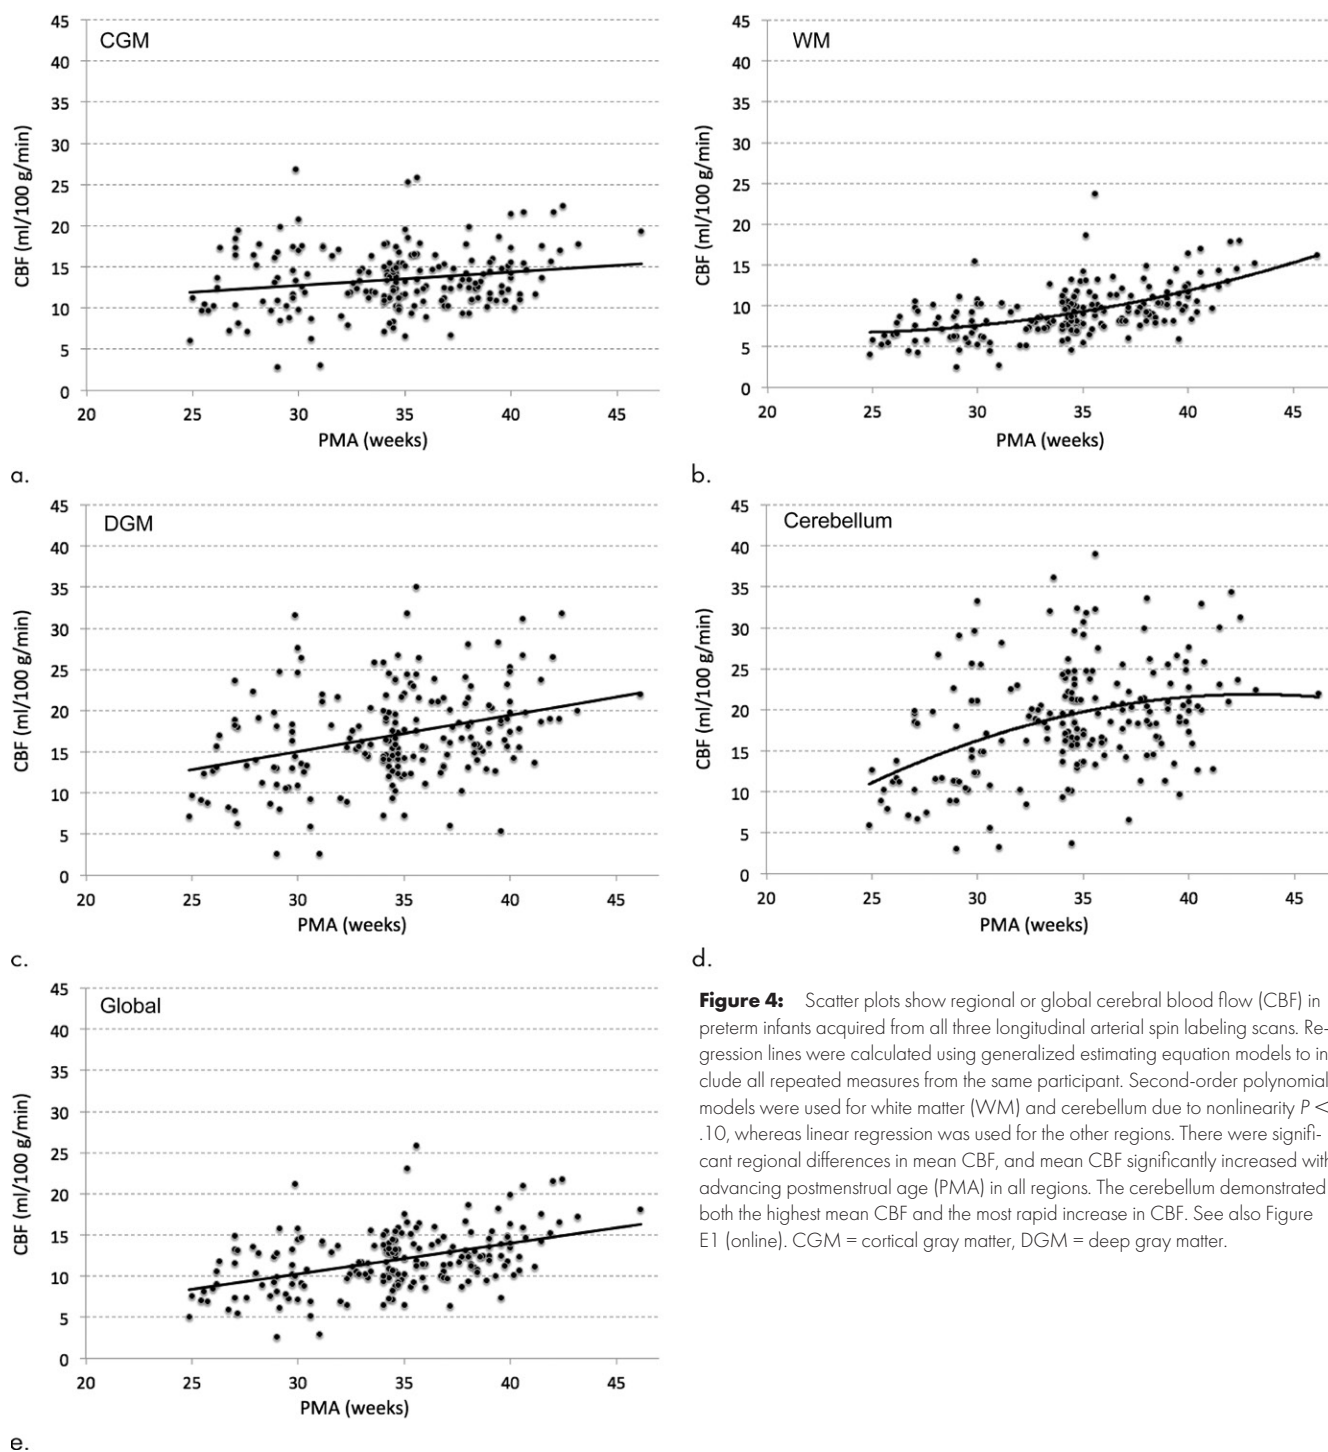 CGM
CBF (ml/100 g/min)
45
40
35
30
25
20
15
10
5
0
20 25 30 35 40 45
PMA (weeks)
a.
WM
CBF (ml/100 g/min)
45
40
35
30
25
20
15
10
5
0
20 25 30 35 40 45
PMA (weeks)
b.
DGM
CBF (ml/100 g/min)
45
40
35
30
25
20
15
10
5
0
20 25 30 35 40 45
PMA (weeks)
c.
Cerebellum
CBF (ml/100 g/min)
45
40
35
30
25
20
15
10
5
0
20 25 30 35 40 45
PMA (weeks)
d.
Global
CBF (ml/100 g/min)
45
40
35
30
25
20
15
10
5
0
20 25 30 35 40 45
PMA (weeks)
e.
Figure 4: Scatter plots show regional or global cerebral blood flow (CBF) in
preterm infants acquired from all three longitudinal arterial spin labeling scans. Re-
gression lines were calculated using generalized estimating equation models to in-
clude all repeated measures from the same participant. Second-order polynomial
models were used for white matter (WM) and cerebellum due to nonlinearity P <
.10, whereas linear regression was used for the other regions. There were signifi-
cant regional differences in mean CBF, and mean CBF significantly increased with
advancing postmenstrual age (PMA) in all regions. The cerebellum demonstrated
both the highest mean CBF and the most rapid increase in CBF. See also Figure
E1 (online). CGM = cortical gray matter, DGM = deep gray matter.